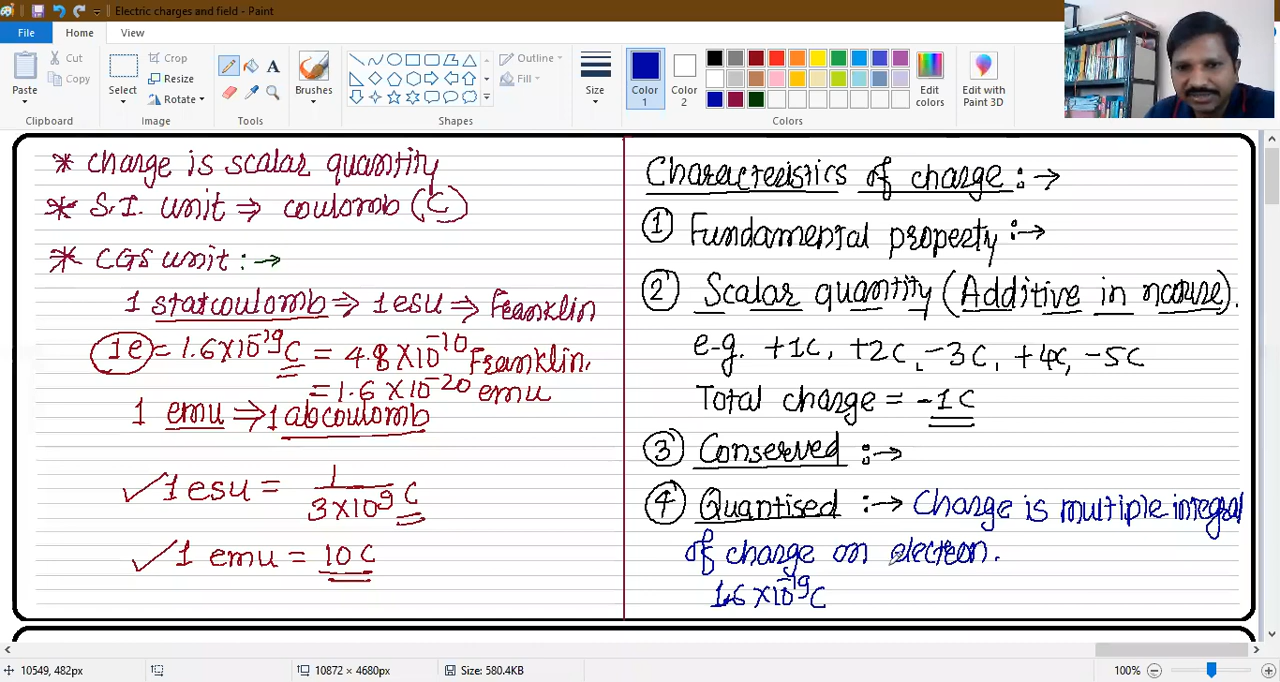 Electric charges and field - Paint
File Home View
Paste
Cut
Copy
Clipboard
Select
Crop
Resize
Rotate
Image
A
Tools
Brushes
Outline
Fill
Shapes
Size
Color 1
Color 2
Edit colors
Edit with Paint 3D
Colors
* charge is scalar quantity
* S.I. unit ⇒ coulomb (C)
* CGS unit :→
1 statcoulomb ⇒ 1esu ⇒ Franklin
1e = 1.6×10⁻¹⁹C = 4.8×10⁻¹⁰ Franklin.
= 1.6×10⁻²⁰ emu
1 emu ⇒ 1 abcoulomb
✓ 1 esu = 1/3×10⁹ C
✓ 1 emu = 10 C
Characteristics of charge :→
① Fundamental property :→
② Scalar quantity (Additive in nature).
e-g. +1C, +2C, -3C, +4C, -5C
Total charge = -1C
③ Conserved :→
④ Quantised :→ Charge is multiple integral
of charge on electron.
1.6×10⁻¹⁹C
10549, 482px
10872 × 4680px
Size: 580.4KB
100%